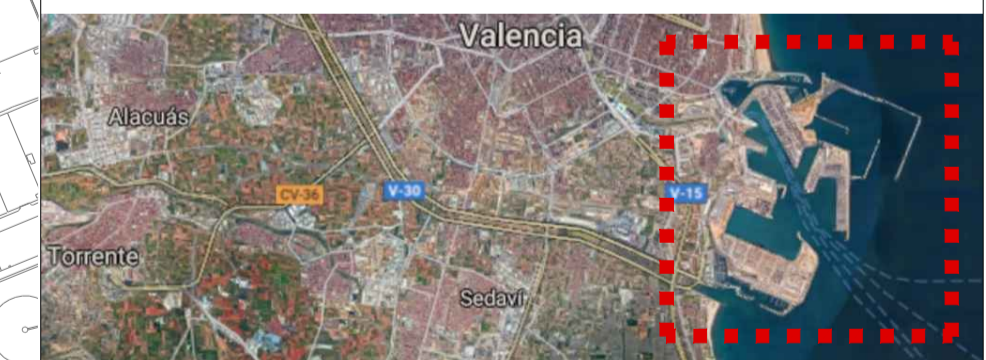 Valencia
Alacuás
CV-36
V-30
V-15
Torrente
Sedaví